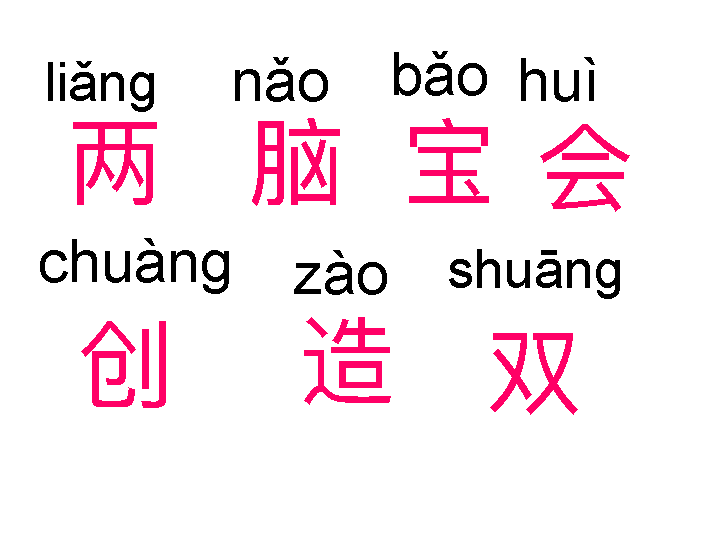 liǎng nǎo bǎo huì
两 脑 宝 会
chuàng zào shuāng
创 造 双